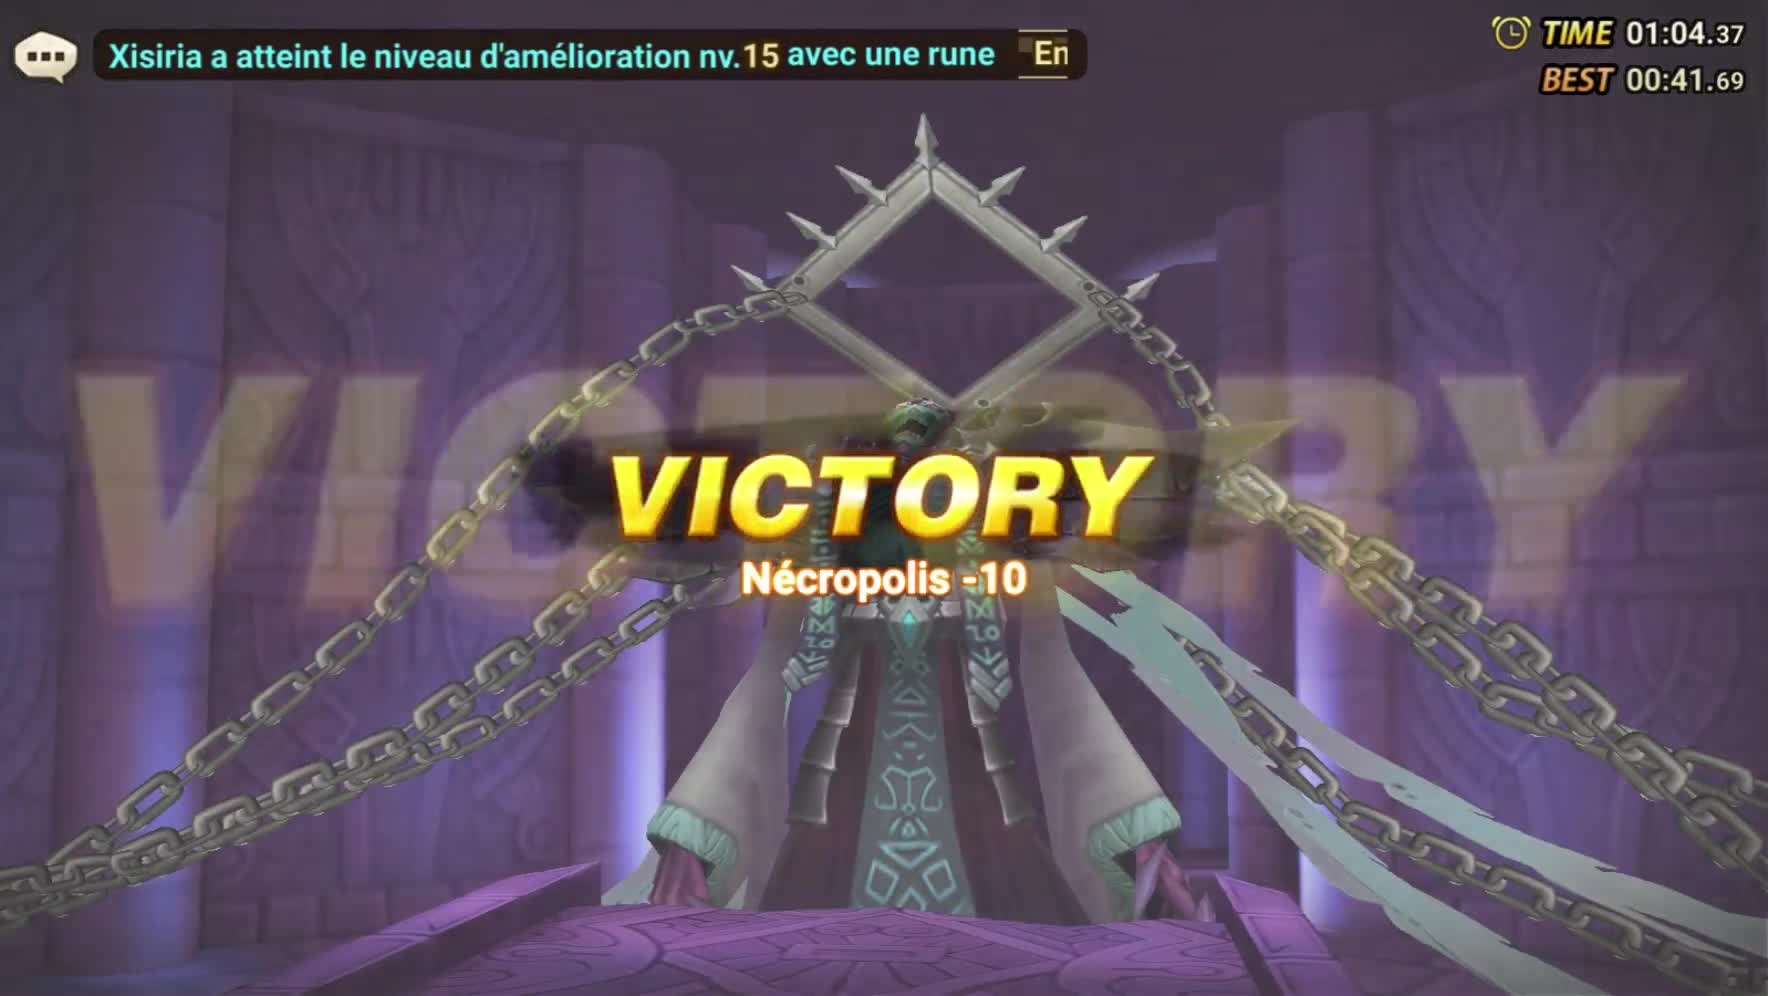 Xisiria a atteint le niveau d'amélioration nv.15 avec une rune En
TIME 01:04.37
BEST 00:41.69
VICTORY
VICTORY
Nécropolis -10